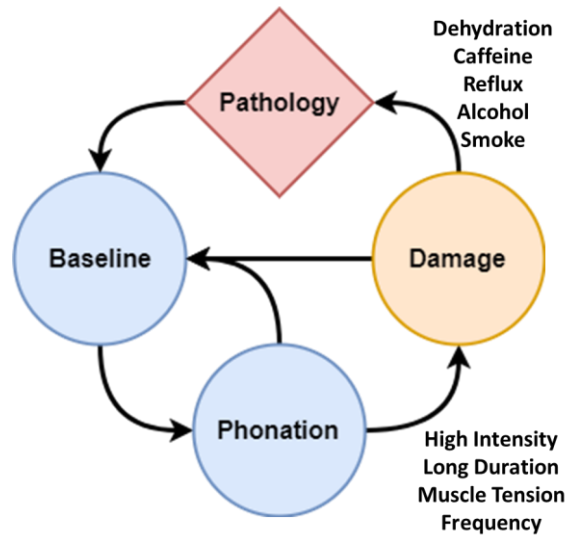 Dehydration
Caffeine
Reflux
Alcohol
Smoke
Pathology
Baseline
Damage
Phonation
High Intensity
Long Duration
Muscle Tension
Frequency